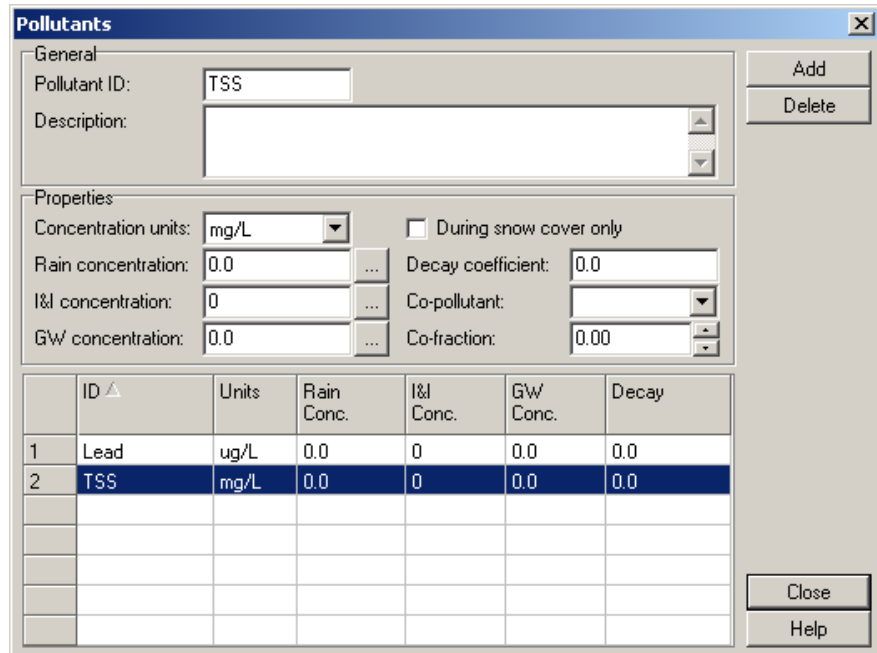 Pollutants
General
Pollutant ID: TSS
Description:
Add
Delete
Properties
Concentration units: mg/L During snow cover only
Rain concentration: 0.0 ... Decay coefficient: 0.0
I&I concentration: 0 ... Co-pollutant:
GW concentration: 0.0 ... Co-fraction: 0.00
ID Units Rain Conc. I&I Conc. GW Conc. Decay
1 Lead ug/L 0.0 0 0.0 0.0
2 TSS mg/L 0.0 0 0.0 0.0
Close
Help